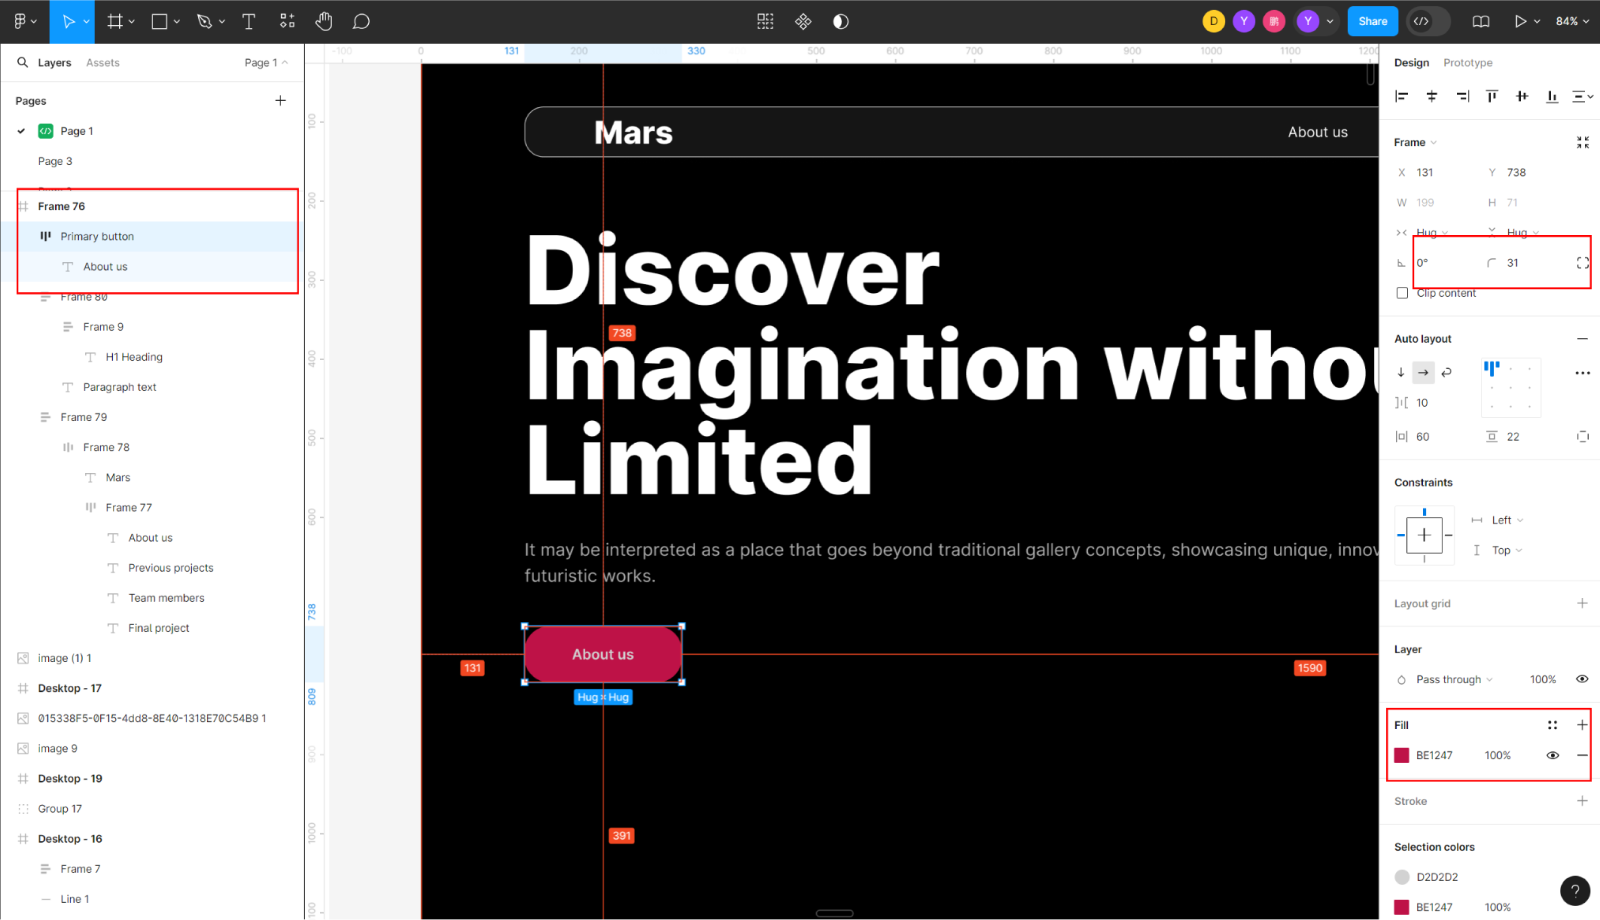 Share
84%
Layers
Assets
Page 1
Pages
Page 1
Page 3
Frame 76
Primary button
About us
Frame 80
Frame 9
H1 Heading
Paragraph text
Frame 79
Frame 78
Mars
Frame 77
About us
Previous projects
Team members
Final project
image (1) 1
Desktop - 17
015338F5-0F15-4dd8-8E40-1318E70C54B9 1
image 9
Desktop - 19
Group 17
Desktop - 16
Frame 7
Line 1
D Y 鹏 Y
-100 0 131 200 330 500 600 700 800 900 1000 1100 1200
100
200
300
400
500
600
738
809
900
1000
Mars
About us
Discover
Imagination withou
Limited
738
It may be interpreted as a place that goes beyond traditional gallery concepts, showcasing unique, innov
futuristic works.
About us
131
1590
Hug × Hug
391
Design
Prototype
Frame
X 131 Y 738
W 199 H 71
Hug Hug
0° 31
Clip content
Auto layout
10
60 22
Constraints
Left
Top
Layout grid
Layer
Pass through 100%
Fill
BE1247 100%
Stroke
Selection colors
D2D2D2
BE1247 100%
?